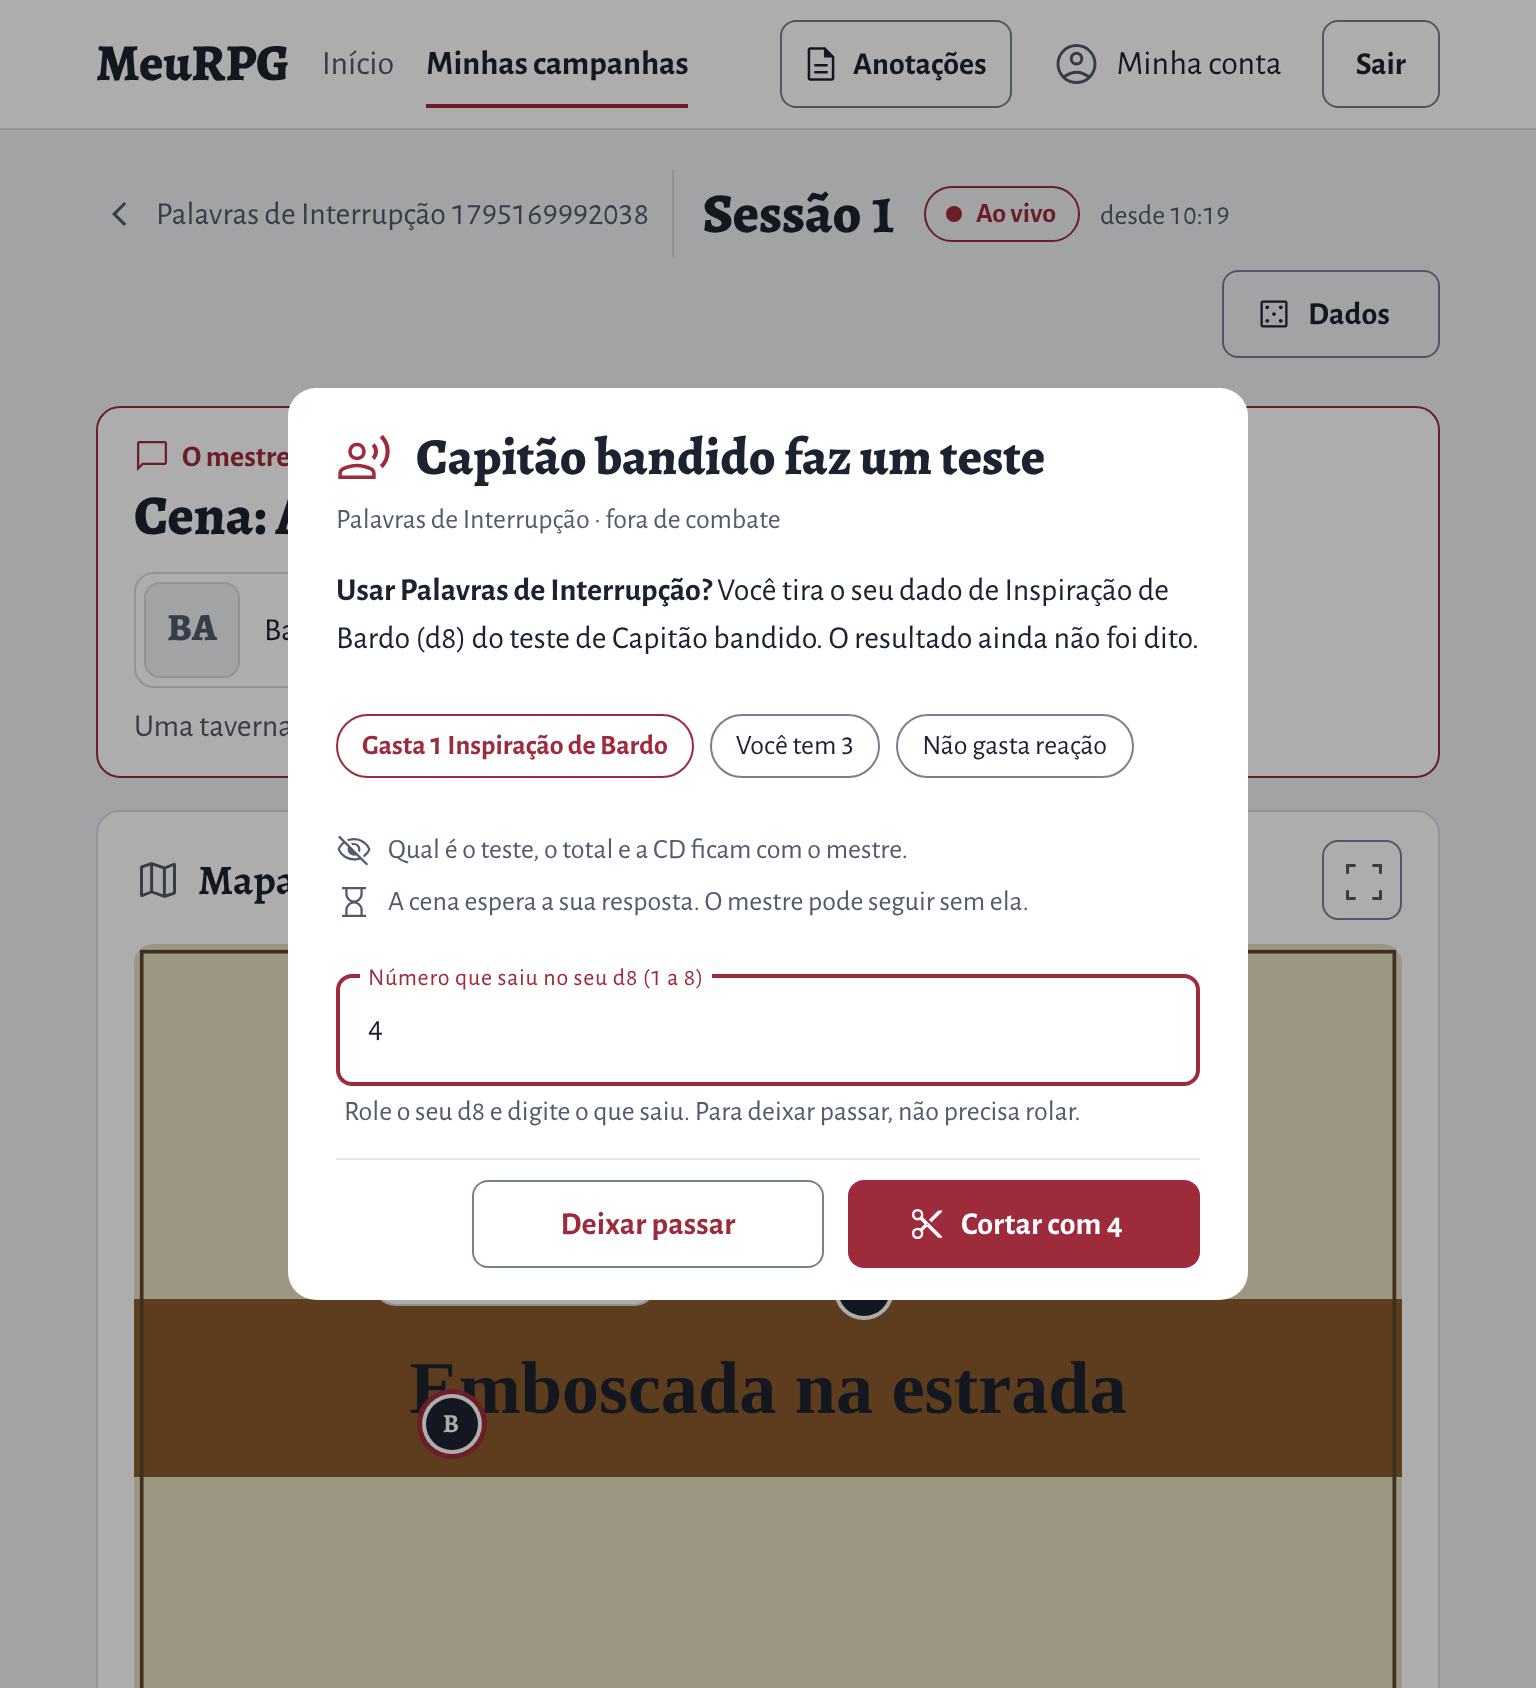 MeuRPG
Início
Minhas campanhas
Anotações
Minha conta
Sair
Palavras de Interrupção 1795169992038
Sessão 1
Ao vivo
desde 10:19
Dados
O mestre
Cena:
BA
Ba
Uma taverna
Mapa
Capitão bandido faz um teste
Palavras de Interrupção · fora de combate
Usar Palavras de Interrupção? Você tira o seu dado de Inspiração de
Bardo (d8) do teste de Capitão bandido. O resultado ainda não foi dito.
Gasta 1 Inspiração de Bardo
Você tem 3
Não gasta reação
Qual é o teste, o total e a CD ficam com o mestre.
A cena espera a sua resposta. O mestre pode seguir sem ela.
Número que saiu no seu d8 (1 a 8)
4
Role o seu d8 e digite o que saiu. Para deixar passar, não precisa rolar.
Deixar passar
Cortar com 4
Emboscada na estrada
B